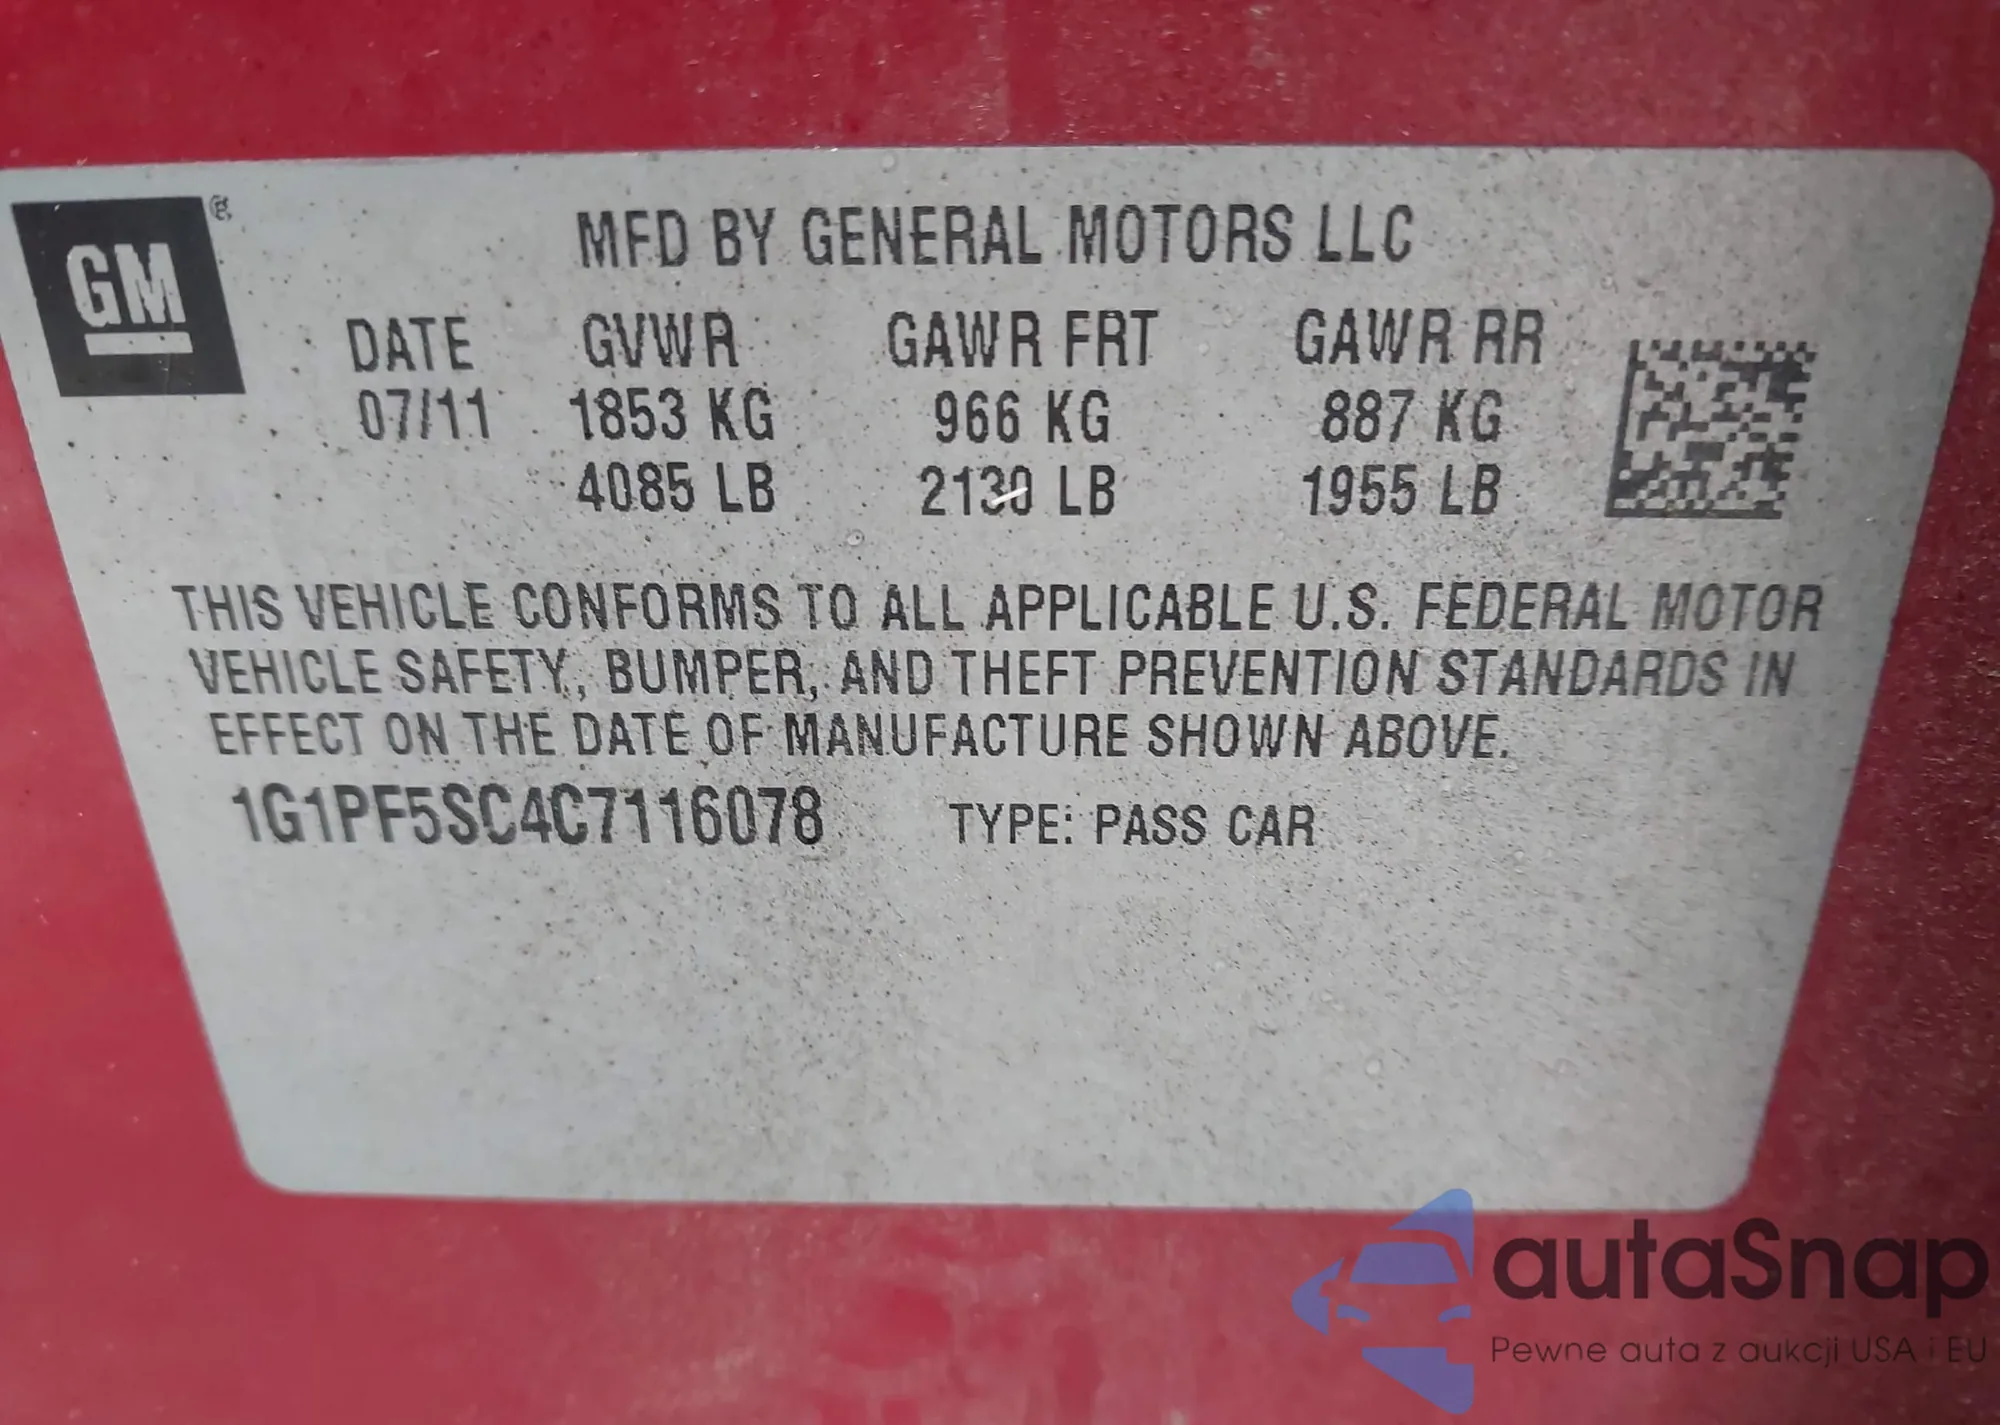 GM ®
MFD BY GENERAL MOTORS LLC
DATE GVWR GAWR FRT GAWR RR
07/11 1853 KG 966 KG 887 KG
4085 LB 2130 LB 1955 LB
THIS VEHICLE CONFORMS TO ALL APPLICABLE U.S. FEDERAL MOTOR
VEHICLE SAFETY, BUMPER, AND THEFT PREVENTION STANDARDS IN
EFFECT ON THE DATE OF MANUFACTURE SHOWN ABOVE.
1G1PF5SC4C7116078 TYPE: PASS CAR
autaSnap
Pewne auta z aukcji USA i EU